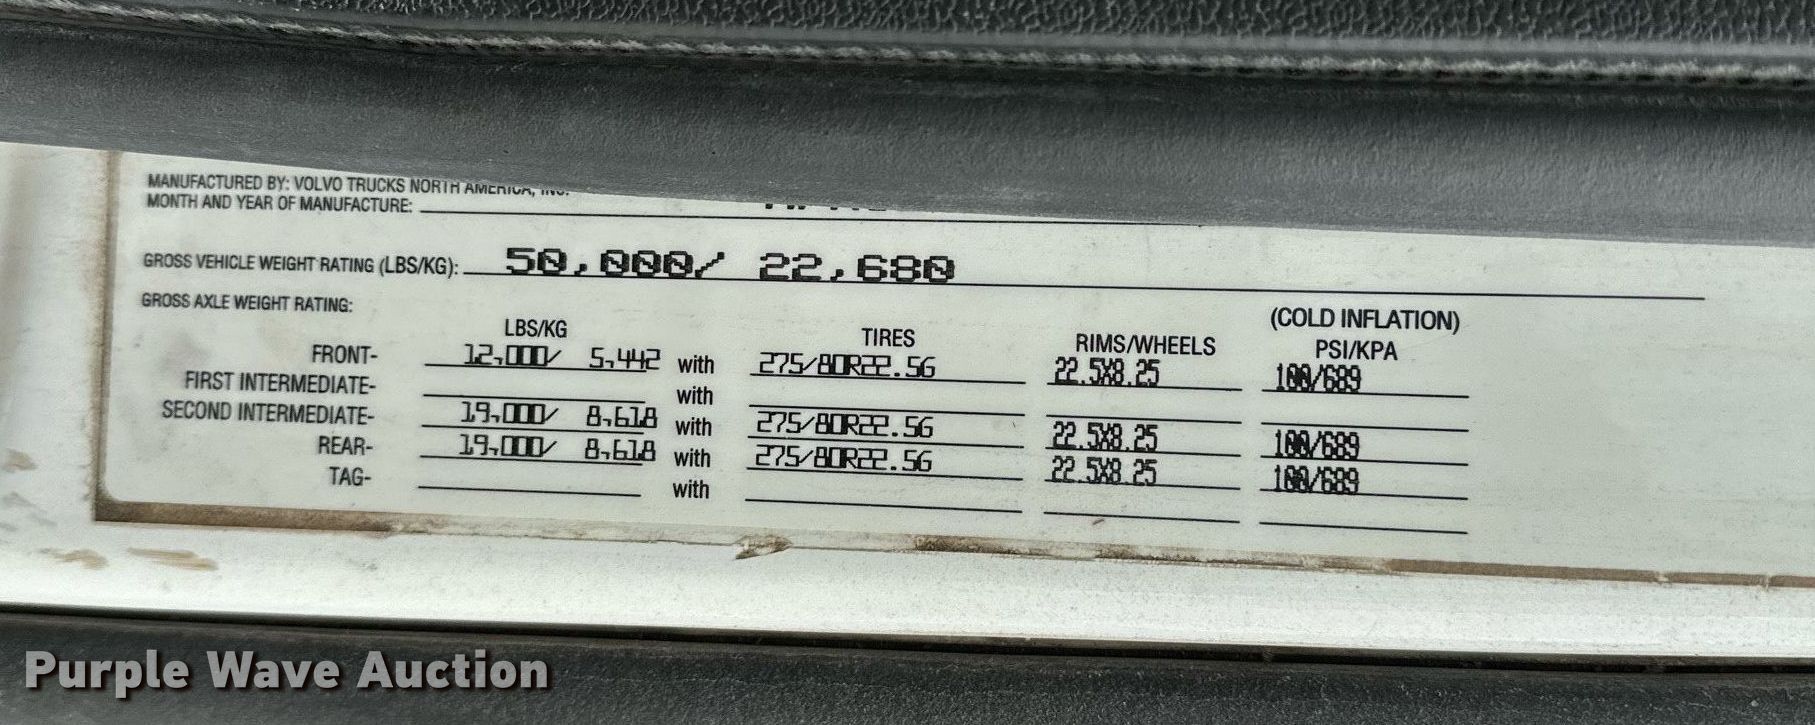 MANUFACTURED BY: VOLVO TRUCKS NORTH AMERICA, INC.
MONTH AND YEAR OF MANUFACTURE:
GROSS VEHICLE WEIGHT RATING (LBS/KG): 50,000/ 22,680
GROSS AXLE WEIGHT RATING:
LBS/KG TIRES RIMS/WHEELS (COLD INFLATION) PSI/KPA
FRONT- 12,000/ 5,442 with 275/80R22.5G 22.5X8.25 100/689
FIRST INTERMEDIATE- with
SECOND INTERMEDIATE- 19,000/ 8,618 with 275/80R22.5G 22.5X8.25 100/689
REAR- 19,000/ 8,618 with 275/80R22.5G 22.5X8.25 100/689
TAG- with
Purple Wave Auction